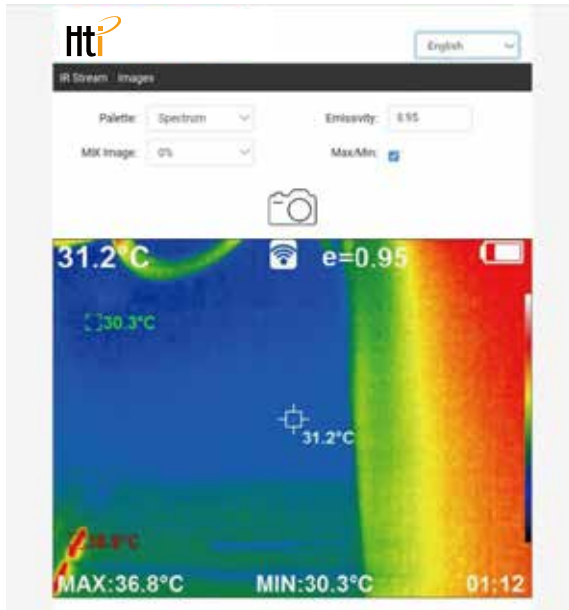 Hti
English
IR Stream Images
Palette: Spectrum
Emissivity: 0.95
MIX Image: 0%
Max/Min:
31.2°C e=0.95
30.3°C
31.2°C
MAX:36.8°C MIN:30.3°C 01:12